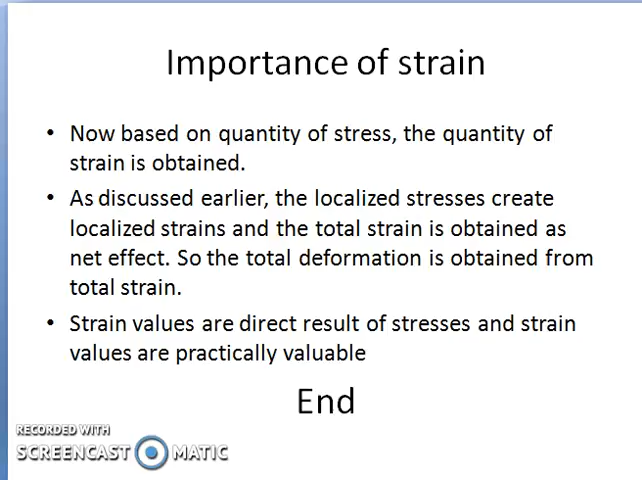 Importance of strain
• Now based on quantity of stress, the quantity of
strain is obtained.
• As discussed earlier, the localized stresses create
localized strains and the total strain is obtained as
net effect. So the total deformation is obtained from
total strain.
• Strain values are direct result of stresses and strain
values are practically valuable
End
RECORDED WITH
SCREENCAST MATIC